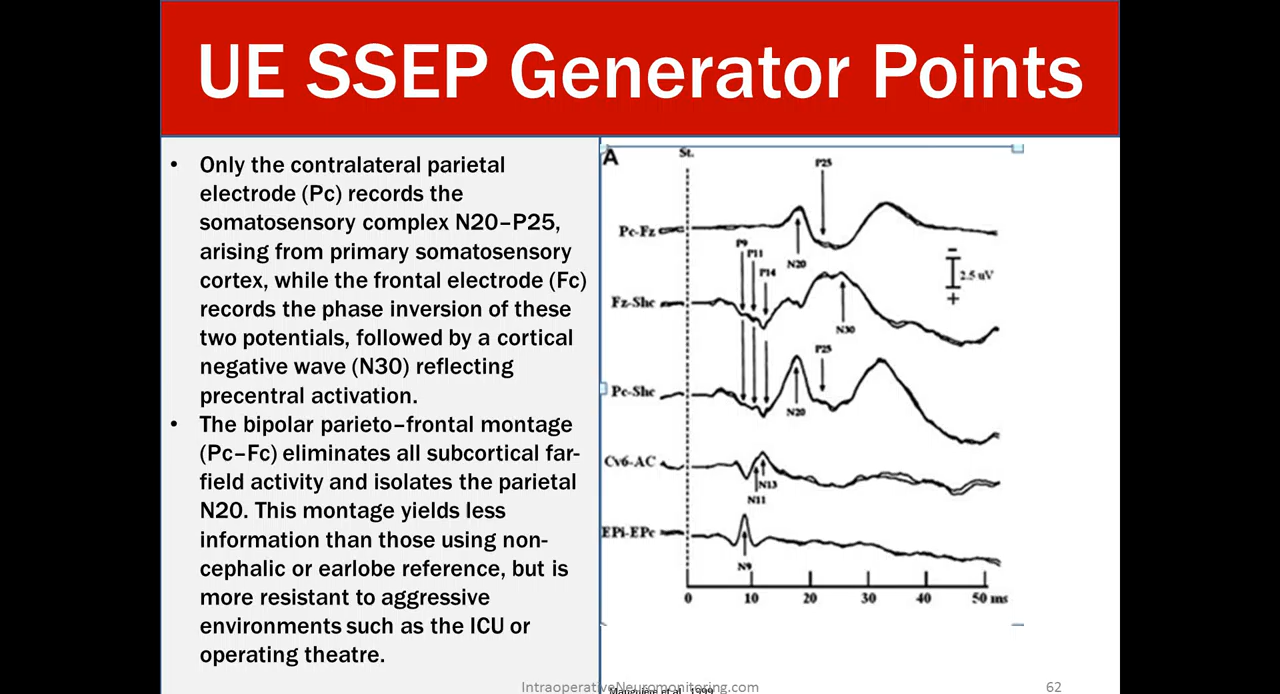 UE SSEP Generator Points
• Only the contralateral parietal
electrode (Pc) records the
somatosensory complex N20–P25,
arising from primary somatosensory
cortex, while the frontal electrode (Fc)
records the phase inversion of these
two potentials, followed by a cortical
negative wave (N30) reflecting
precentral activation.
• The bipolar parieto–frontal montage
(Pc–Fc) eliminates all subcortical far-
field activity and isolates the parietal
N20. This montage yields less
information than those using non-
cephalic or earlobe reference, but is
more resistant to aggressive
environments such as the ICU or
operating theatre.
A
St.
P25
Pc-Fz
N20
P9
P11
P14
−
2.5 uV
+
Fz-Shc
N30
P25
Pc-Shc
N20
Cv6-AC
N13
N11
EPi-EPc
N9
0 10 20 30 40 50 ms
IntraoperativeNeuromonitoring.com
62